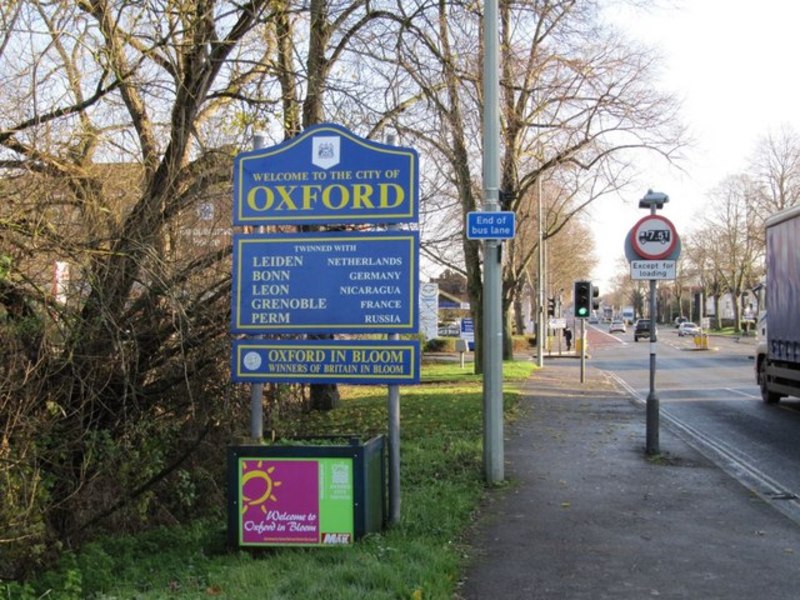 WELCOME TO THE CITY OF
OXFORD
TWINNED WITH
LEIDEN NETHERLANDS
BONN GERMANY
LEON NICARAGUA
GRENOBLE FRANCE
PERM RUSSIA
OXFORD IN BLOOM
WINNERS OF BRITAIN IN BLOOM
Welcome to
Oxford in Bloom
MAX
End of
bus lane
7.5T
Except for
loading